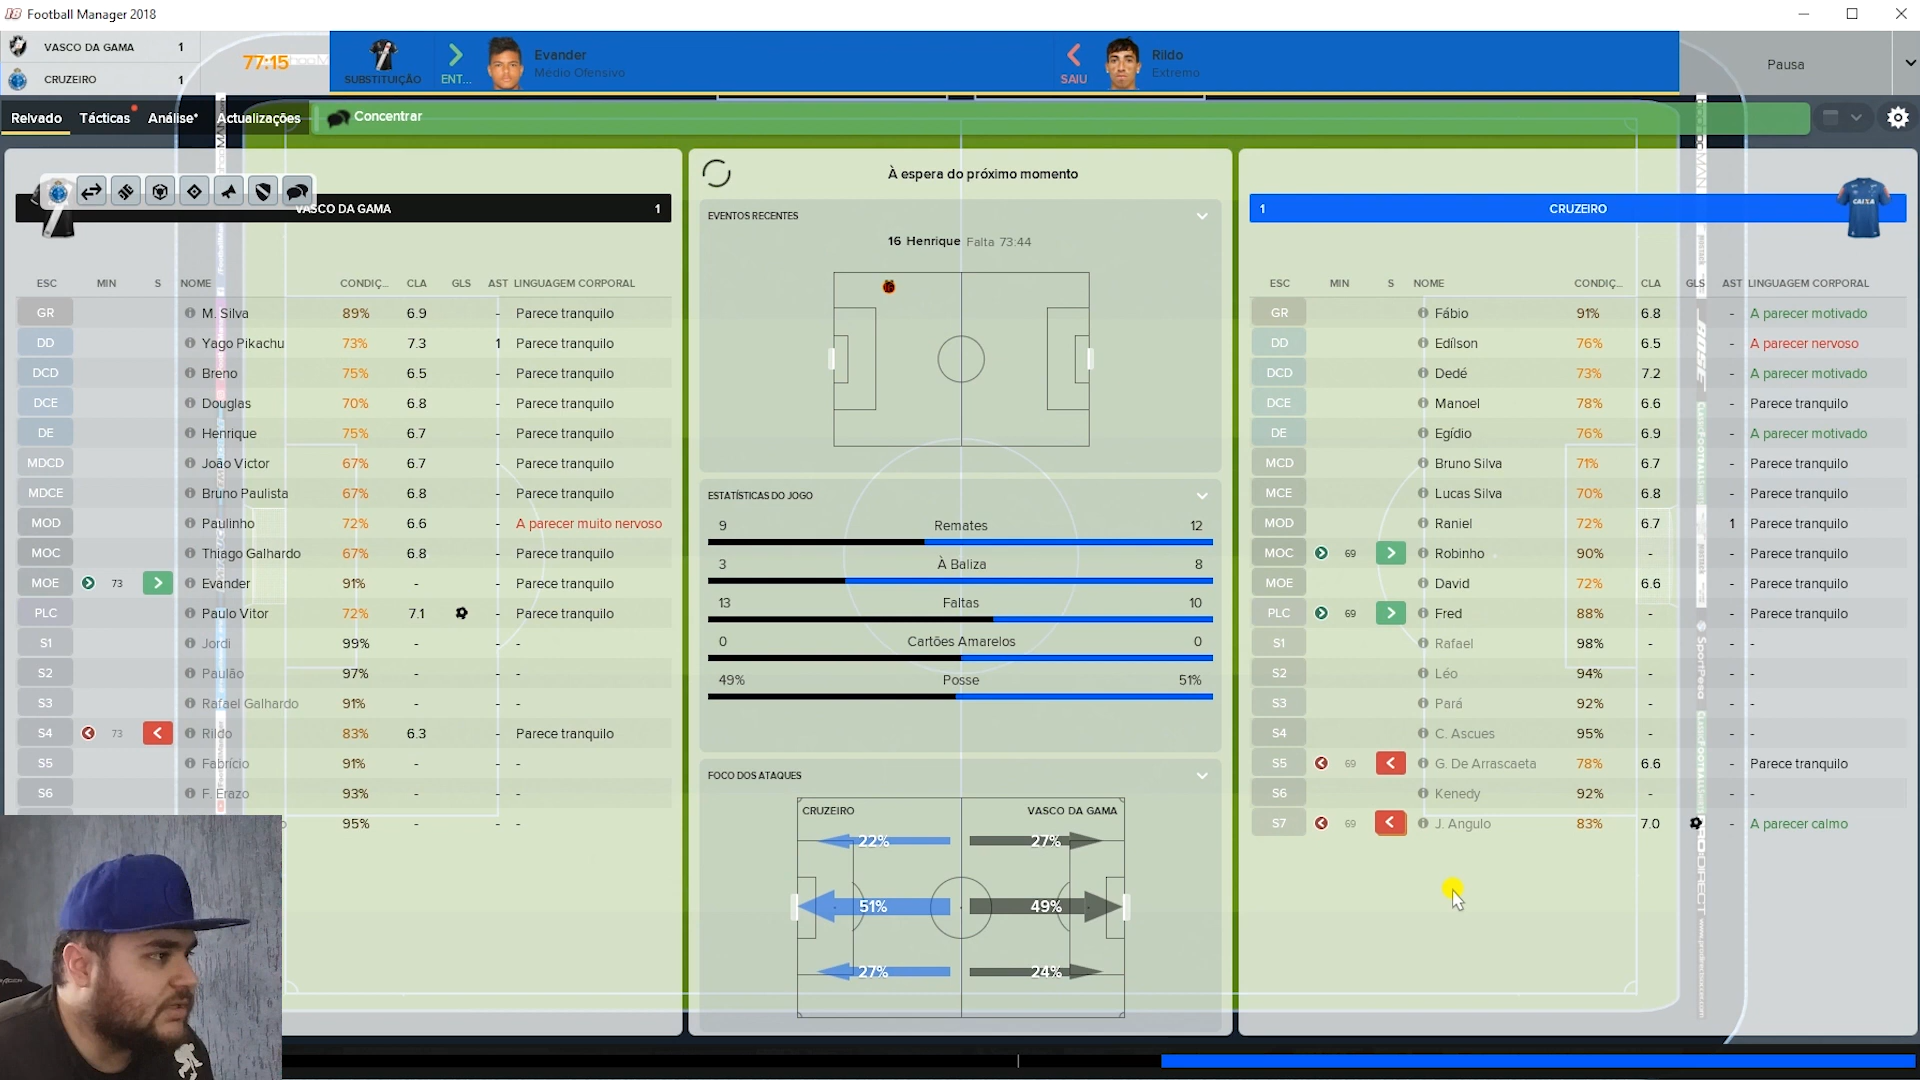 18 Football Manager 2018
VASCO DA GAMA 1
CRUZEIRO 1
77:15
SUBSTITUIÇÃO
ENT...
Evander
Médio Ofensivo
SAIU
Rildo
Extremo
Pausa
Relvado Tácticas Análise* Actualizações
Concentrar
VASCO DA GAMA 1
ESC MIN S NOME CONDIÇ... CLA GLS AST LINGUAGEM CORPORAL
GR M. Silva 89% 6.9 - Parece tranquilo
DD Yago Pikachu 73% 7.3 1 Parece tranquilo
DCD Breno 75% 6.5 - Parece tranquilo
DCE Douglas 70% 6.8 - Parece tranquilo
DE Henrique 75% 6.7 - Parece tranquilo
MDCD João Victor 67% 6.7 - Parece tranquilo
MDCE Bruno Paulista 67% 6.8 - Parece tranquilo
MOD Paulinho 72% 6.6 - A parecer muito nervoso
MOC Thiago Galhardo 67% 6.8 - Parece tranquilo
MOE 73 Evander 91% - - Parece tranquilo
PLC Paulo Vitor 72% 7.1 - Parece tranquilo
S1 Jordi 99% - - -
S2 Paulão 97% - - -
S3 Rafael Galhardo 91% - - -
S4 73 Rildo 83% 6.3 - Parece tranquilo
S5 Fabrício 91% - - -
S6 F. Erazo 93% - - -
95% - - -
À espera do próximo momento
EVENTOS RECENTES
16 Henrique Falta 73:44
16
ESTATÍSTICAS DO JOGO
9 Remates 12
3 À Baliza 8
13 Faltas 10
0 Cartões Amarelos 0
49% Posse 51%
FOCO DOS ATAQUES
CRUZEIRO VASCO DA GAMA
22% 27%
51% 49%
27% 24%
1 CRUZEIRO
CAIXA
ESC MIN S NOME CONDIÇ... CLA GLS AST LINGUAGEM CORPORAL
GR Fábio 91% 6.8 - A parecer motivado
DD Edílson 76% 6.5 - A parecer nervoso
DCD Dedé 73% 7.2 - A parecer motivado
DCE Manoel 78% 6.6 - Parece tranquilo
DE Egídio 76% 6.9 - A parecer motivado
MCD Bruno Silva 71% 6.7 - Parece tranquilo
MCE Lucas Silva 70% 6.8 - Parece tranquilo
MOD Raniel 72% 6.7 1 Parece tranquilo
MOC 69 Robinho 90% - - Parece tranquilo
MOE David 72% 6.6 - Parece tranquilo
PLC 69 Fred 88% - - Parece tranquilo
S1 Rafael 98% - - -
S2 Léo 94% - - -
S3 Pará 92% - - -
S4 C. Ascues 95% - - -
S5 69 G. De Arrascaeta 78% 6.6 - Parece tranquilo
S6 Kenedy 92% - - -
S7 69 J. Angulo 83% 7.0 - A parecer calmo
BOSE
SportPesa